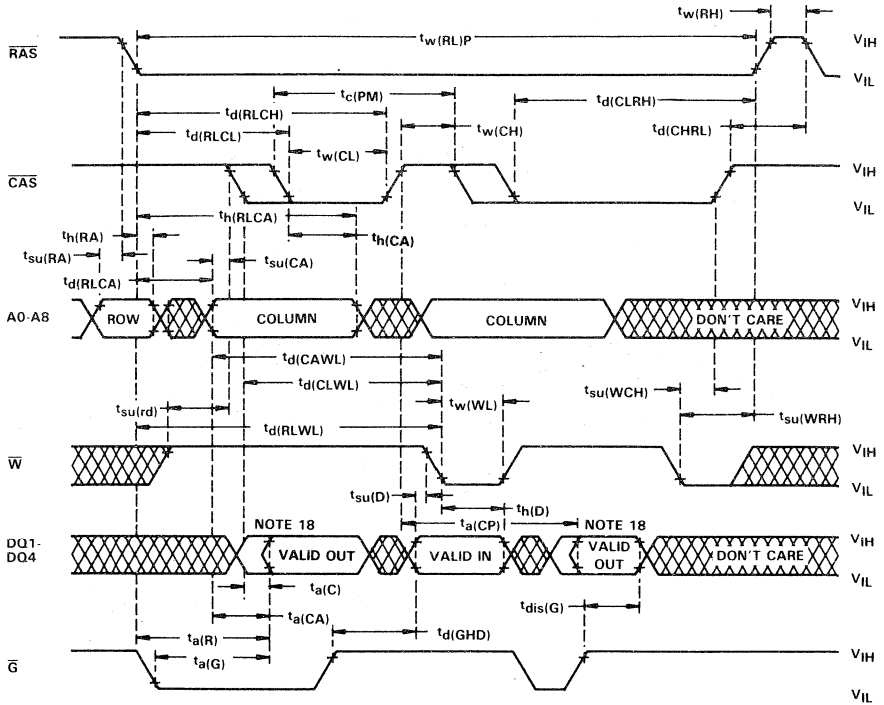 tw(RH)
RAS
tw(RL)P
VIH
VIL
tc(PM)
td(RLCH)
td(CLRH)
td(RLCL)
tw(CH)
td(CHRL)
tw(CL)
CAS
VIH
VIL
th(RLCA)
th(RA)
th(CA)
tsu(RA)
tsu(CA)
td(RLCA)
A0-A8
ROW
COLUMN
COLUMN
DON'T CARE
VIH
VIL
td(CAWL)
td(CLWL)
tsu(WCH)
tsu(rd)
tw(WL)
tsu(WRH)
td(RLWL)
W
VIH
VIL
tsu(D)
th(D)
NOTE 18
ta(CP)
NOTE 18
DQ1-
DQ4
VALID OUT
VALID IN
VALID
OUT
DON'T CARE
VIH
VIL
ta(C)
tdis(G)
ta(CA)
ta(R)
td(GHD)
ta(G)
G
VIH
VIL